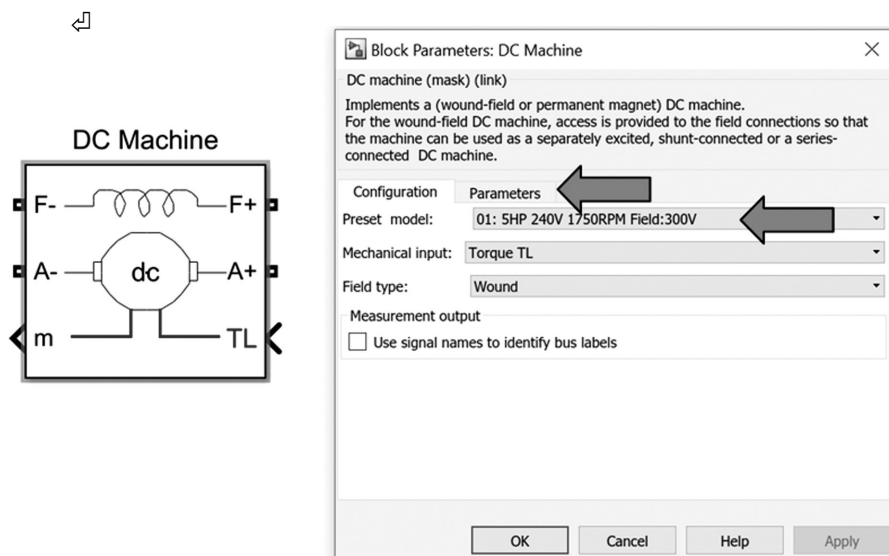 DC Machine
F-
F+
A-
dc
A+
m
TL
Block Parameters: DC Machine
DC machine (mask) (link)
Implements a (wound-field or permanent magnet) DC machine.
For the wound-field DC machine, access is provided to the field connections so that
the machine can be used as a separately excited, shunt-connected or a series-
connected DC machine.
Configuration Parameters
Preset model: 01: 5HP 240V 1750RPM Field:300V
Mechanical input: Torque TL
Field type: Wound
Measurement output
Use signal names to identify bus labels
OK Cancel Help Apply